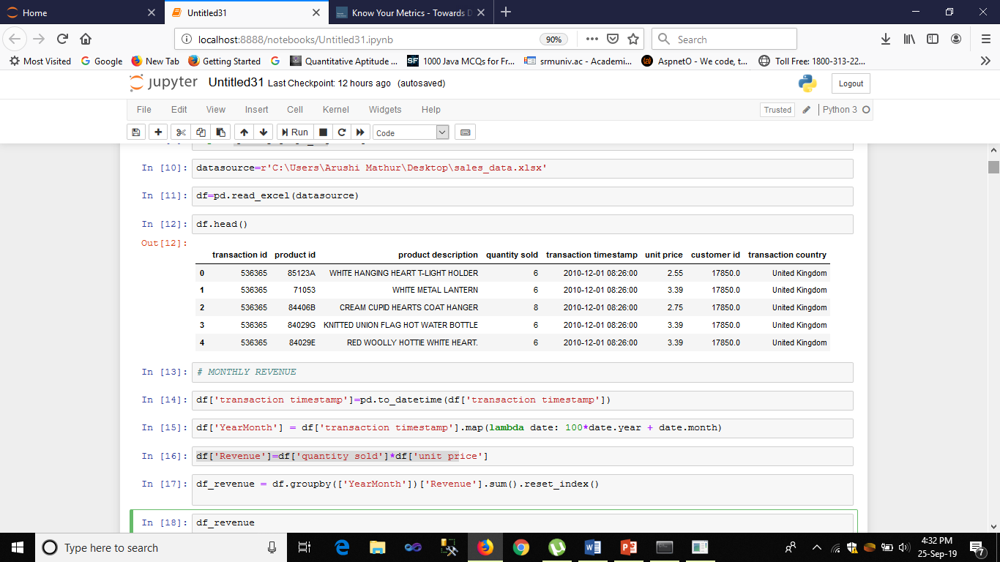 Home
Untitled31
Know Your Metrics - Towards D
localhost:8888/notebooks/Untitled31.ipynb
90%
Search
Most Visited
Google
New Tab
Getting Started
Quantitative Aptitude ...
SF 1000 Java MCQs for Fr...
srmuniv.ac - Academi...
AspnetO - We code, t...
Toll Free: 1800-313-22...
jupyter Untitled31 Last Checkpoint: 12 hours ago (autosaved)
Logout
File Edit View Insert Cell Kernel Widgets Help
Trusted
Python 3
Run
Code
In [10]: datasource=r'C:\Users\Arushi Mathur\Desktop\sales_data.xlsx'
In [11]: df=pd.read_excel(datasource)
In [12]: df.head()
Out[12]:
transaction id product id product description quantity sold transaction timestamp unit price customer id transaction country
0 536365 85123A WHITE HANGING HEART T-LIGHT HOLDER 6 2010-12-01 08:26:00 2.55 17850.0 United Kingdom
1 536365 71053 WHITE METAL LANTERN 6 2010-12-01 08:26:00 3.39 17850.0 United Kingdom
2 536365 84406B CREAM CUPID HEARTS COAT HANGER 8 2010-12-01 08:26:00 2.75 17850.0 United Kingdom
3 536365 84029G KNITTED UNION FLAG HOT WATER BOTTLE 6 2010-12-01 08:26:00 3.39 17850.0 United Kingdom
4 536365 84029E RED WOOLLY HOTTIE WHITE HEART. 6 2010-12-01 08:26:00 3.39 17850.0 United Kingdom
In [13]: # MONTHLY REVENUE
In [14]: df['transaction timestamp']=pd.to_datetime(df['transaction timestamp'])
In [15]: df['YearMonth'] = df['transaction timestamp'].map(lambda date: 100*date.year + date.month)
In [16]: df['Revenue']=df['quantity sold']*df['unit price']
In [17]: df_revenue = df.groupby(['YearMonth'])['Revenue'].sum().reset_index()
In [18]: df_revenue
Type here to search
4:32 PM
25-Sep-19
7